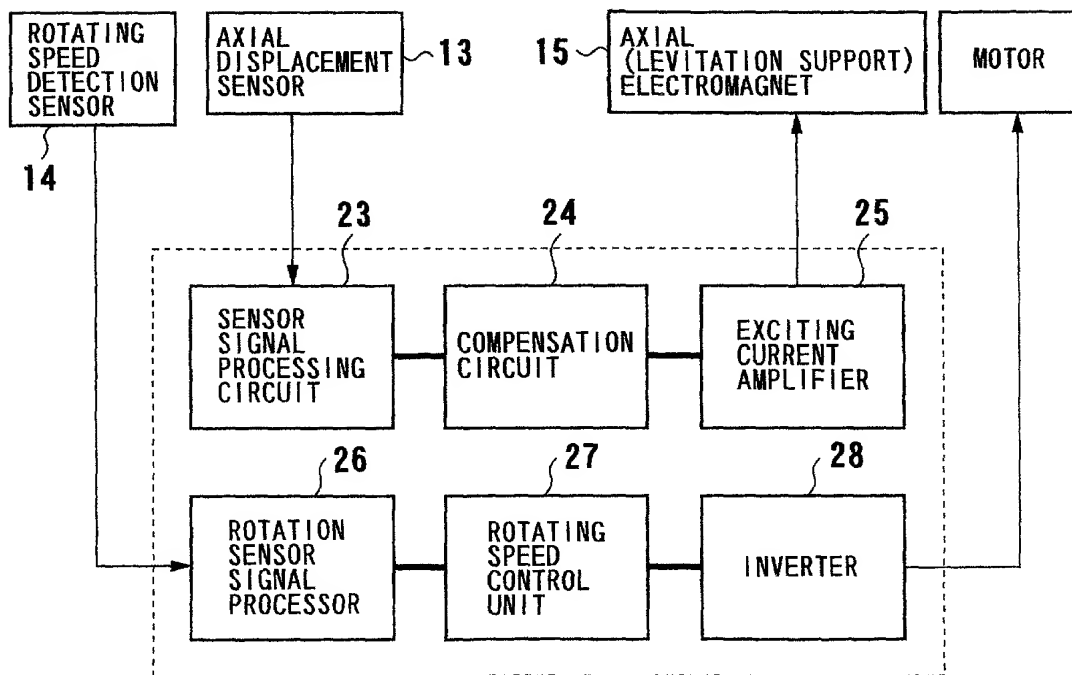 ROTATING
SPEED
DETECTION
SENSOR
14
AXIAL
DISPLACEMENT
SENSOR
13
15
AXIAL
(LEVITATION SUPPORT)
ELECTROMAGNET
MOTOR
23
SENSOR
SIGNAL
PROCESSING
CIRCUIT
24
COMPENSATION
CIRCUIT
25
EXCITING
CURRENT
AMPLIFIER
26
ROTATION
SENSOR
SIGNAL
PROCESSOR
27
ROTATING
SPEED
CONTROL
UNIT
28
INVERTER